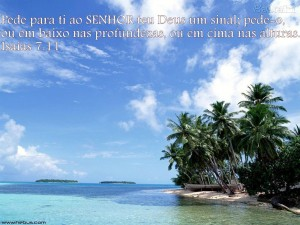 Pede para ti ao SENHOR teu Deus um sinal; pede-o,
ou em baixo nas profundezas, ou em cima nas alturas.
Isaías 7.11